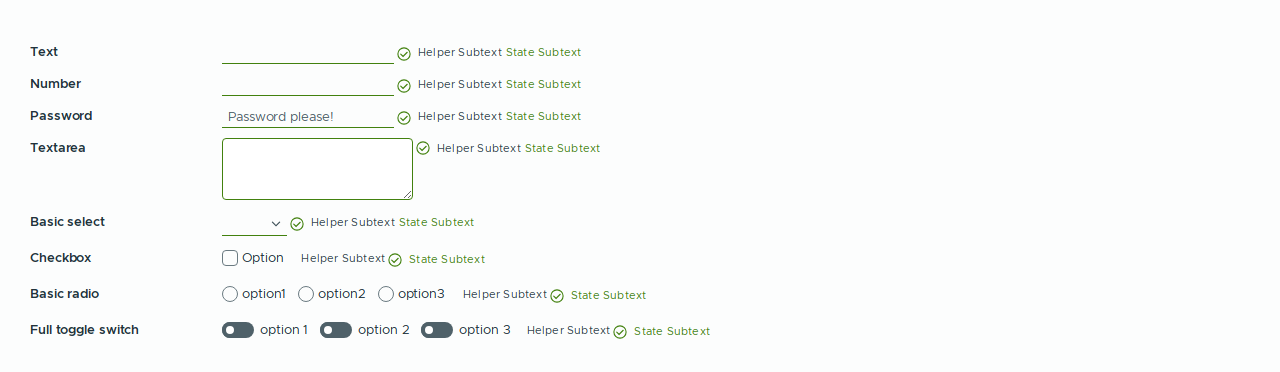 Text Helper Subtext State Subtext
Number Helper Subtext State Subtext
Password Password please! Helper Subtext State Subtext
Textarea Helper Subtext State Subtext
Basic select Helper Subtext State Subtext
Checkbox Option Helper Subtext State Subtext
Basic radio option1 option2 option3 Helper Subtext State Subtext
Full toggle switch option 1 option 2 option 3 Helper Subtext State Subtext